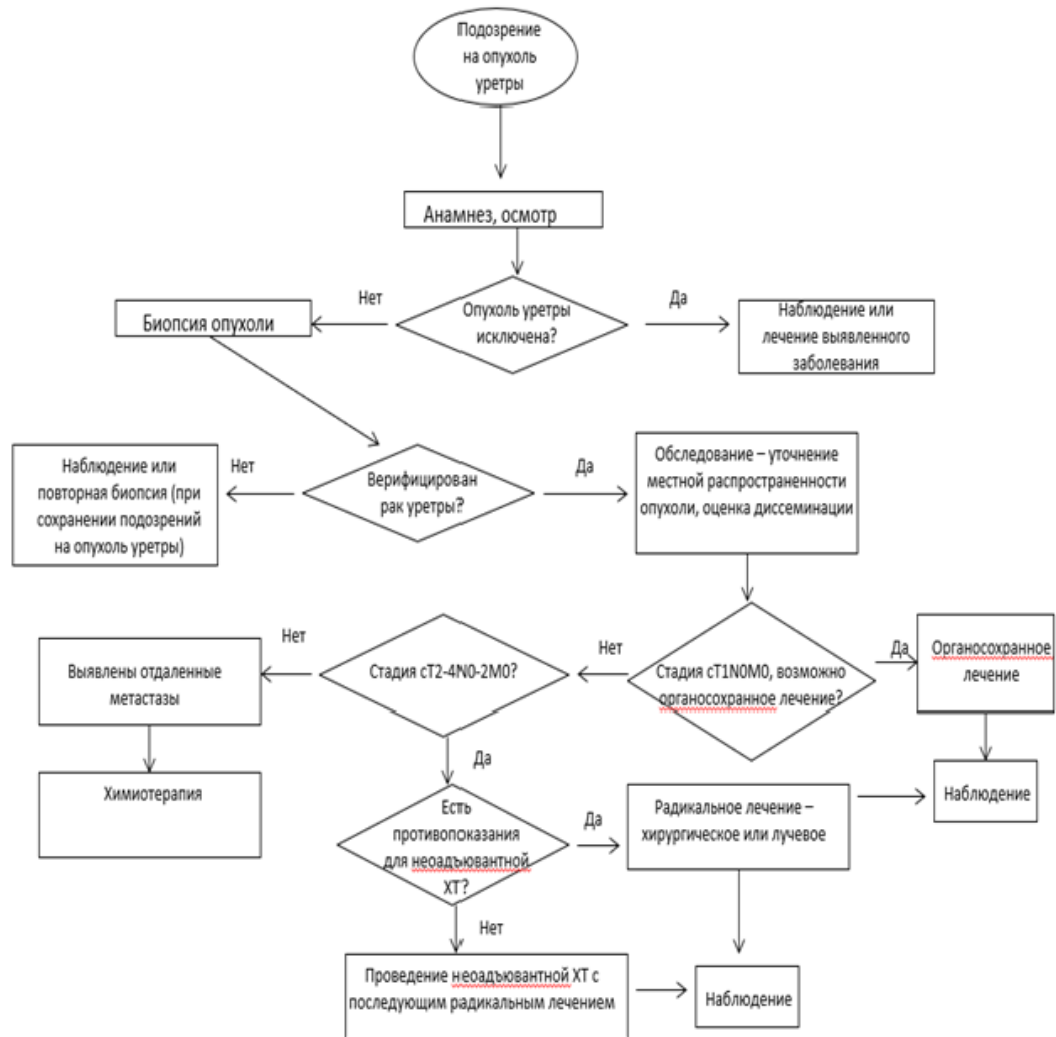 Подозрение
на опухоль
уретры
Анамнез, осмотр
Нет
Да
Опухоль уретры
исключена?
Биопсия опухоли
Наблюдение или
лечение выявленного
заболевания
Наблюдение или
повторная биопсия (при
сохранении подозрений
на опухоль уретры)
Нет
Верифицирован
рак уретры?
Да
Обследование – уточнение
местной распространенности
опухоли, оценка диссеминации
Выявлены отдаленные
метастазы
Нет
Стадия cT2-4N0-2M0?
Нет
Стадия cT1N0M0, возможно
органосохранное лечение?
Да
Органосохранное
лечение
Химиотерапия
Да
Есть
противопоказания
для неоадъювантной
ХТ?
Да
Радикальное лечение –
хирургическое или лучевое
Наблюдение
Нет
Проведение неоадъювантной ХТ с
последующим радикальным лечением
Наблюдение